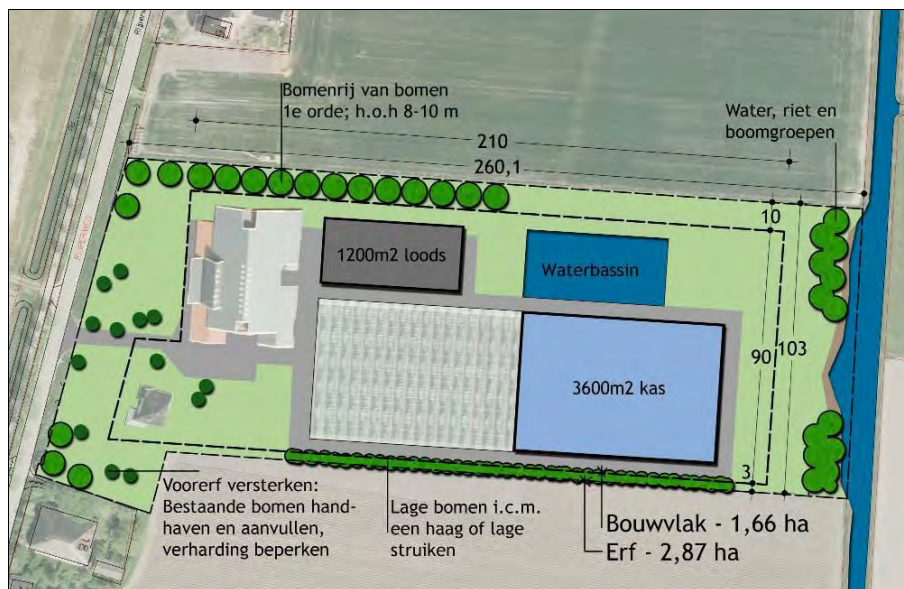 Bomenrij van bomen
1e orde; h.o.h 8-10 m
Water, riet en
boomgroepen
210
260,1
10
1200m2 loods
Waterbassin
90
103
3600m2 kas
3
Voorerf versterken:
Bestaande bomen hand-
haven en aanvullen,
verharding beperken
Lage bomen i.c.m.
een haag of lage
struiken
Bouwvlak - 1,66 ha
Erf - 2,87 ha